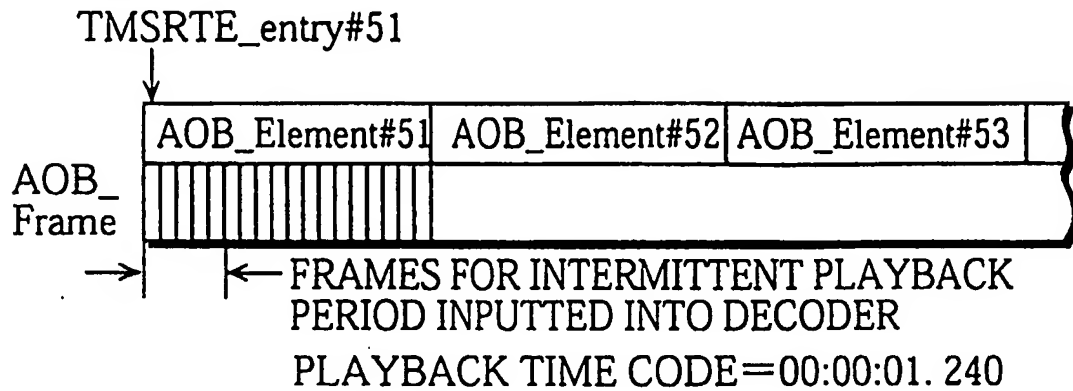 TMSRTE_entry#51
AOB_Element#51 AOB_Element#52 AOB_Element#53
AOB_
Frame
FRAMES FOR INTERMITTENT PLAYBACK
PERIOD INPUTTED INTO DECODER
PLAYBACK TIME CODE=00:00:01. 240